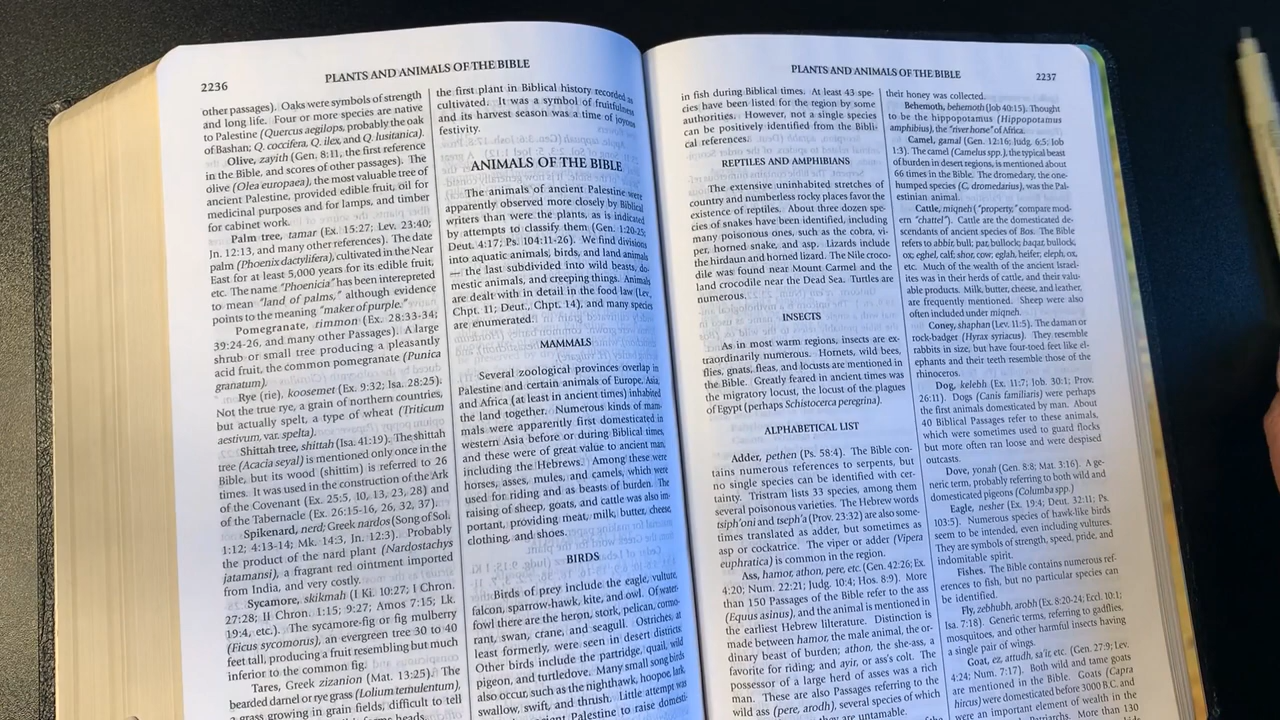 2236
PLANTS AND ANIMALS OF THE BIBLE
other passages). Oaks were symbols of strength
and long life. Four or more species are native
to Palestine (Quercus aegilops, probably the oak
of Bashan; Q. coccifera, Q. ilex, and Q. lusitanica).
Olive, zayith (Gen. 8:11, the first reference
in the Bible, and scores of other passages). The
olive (Olea europaea), the most valuable tree of
ancient Palestine, provided edible fruit, oil for
medicinal purposes and for lamps, and timber
for cabinet work.
Palm tree, tamar (Ex. 15:27; Lev. 23:40;
Jn. 12:13, and many other references). The date
palm (Phoenix dactylifera), cultivated in the Near
East for at least 5,000 years for its edible fruit,
etc. The name "Phoenicia" has been interpreted
to mean "land of palms," although evidence
points to the meaning "maker of purple."
Pomegranate, rimmon (Ex. 28:33-34;
39:24-26, and many other Passages). A large
shrub or small tree producing a pleasantly
acid fruit, the common pomegranate (Punica
granatum).
Rye (rie), koosemet (Ex. 9:32; Isa. 28:25).
Not the true rye, a grain of northern countries,
but actually spelt, a type of wheat (Triticum
aestivum, var. spelta).
Shittah tree, shittah (Isa. 41:19). The shittah
tree (Acacia seyal) is mentioned only once in the
Bible, but its wood (shittim) is referred to 26
times. It was used in the construction of the Ark
of the Covenant (Ex. 25:5, 10, 13, 23, 28) and
of the Tabernacle (Ex. 26:15-16, 26, 32, 37).
Spikenard, nerd; Greek nardos (Song of Sol.
1:12; 4:13-14; Mk. 14:3, Jn. 12:3). Probably
the product of the nard plant (Nardostachys
jatamansi), a fragrant red ointment imported
from India, and very costly.
Sycamore, skikmah (I Ki. 10:27; I Chron.
27:28; II Chron. 1:15; 9:27; Amos 7:15; Lk.
19:4, etc.). The sycamore-fig or fig mulberry
(Ficus sycomorus), an evergreen tree 30 to 40
feet tall, producing a fruit resembling but much
inferior to the common fig.
Tares, Greek zizanion (Mat. 13:25). The
bearded darnel or rye grass (Lolium temulentum),
a grass growing in grain fields, difficult to tell
heads.
the first plant in Biblical history recorded as
cultivated. It was a symbol of fruitfulness
and its harvest season was a time of joyous
festivity.
ANIMALS OF THE BIBLE
The animals of ancient Palestine were
apparently observed more closely by Biblical
writers than were the plants, as is indicated
by attempts to classify them (Gen. 1:20-25;
Deut. 4:17; Ps. 104:11-26). We find divisions
into aquatic animals, birds, and land animals
— the last subdivided into wild beasts, do-
mestic animals, and creeping things. Animals
are dealt with in detail in the food law (Lev.,
Chpt. 11; Deut., Chpt. 14), and many species
are enumerated.
MAMMALS
Several zoological provinces overlap in
Palestine and certain animals of Europe, Asia,
and Africa (at least in ancient times) inhabited
the land together. Numerous kinds of mam-
mals were apparently first domesticated in
western Asia before or during Biblical times,
and these were of great value to ancient man,
including the Hebrews. Among these were
horses, asses, mules, and camels, which were
used for riding and as beasts of burden. The
raising of sheep, goats, and cattle was also im-
portant, providing meat, milk, butter, cheese,
clothing, and shoes.
BIRDS
Birds of prey include the eagle, vulture,
falcon, sparrow-hawk, kite, and owl. Of water-
fowl there are the heron, stork, pelican, cormo-
rant, swan, crane, and seagull. Ostriches, at
least formerly, were seen in desert districts.
Other birds include the partridge, quail, wild
pigeon, and turtledove. Many small song birds
also occur, such as the nighthawk, hoopoe, lark,
swallow, swift, and thrush. Little attempt was
ancient Palestine to raise domesti-
PLANTS AND ANIMALS OF THE BIBLE
2237
in fish during Biblical times. At least 43 spe-
cies have been listed for the region by some
authorities. However, not a single species
can be positively identified from the Bibli-
cal references.
REPTILES AND AMPHIBIANS
The extensive uninhabited stretches of
country and numberless rocky places favor the
existence of reptiles. About three dozen spe-
cies of snakes have been identified, including
many poisonous ones, such as the cobra, vi-
per, horned snake, and asp. Lizards include
the hirdaun and horned lizard. The Nile croco-
dile was found near Mount Carmel and the
land crocodile near the Dead Sea. Turtles are
numerous.
INSECTS
As in most warm regions, insects are ex-
traordinarily numerous. Hornets, wild bees,
flies, gnats, fleas, and locusts are mentioned in
the Bible. Greatly feared in ancient times was
the migratory locust, the locust of the plagues
of Egypt (perhaps Schistocerca peregrina).
ALPHABETICAL LIST
Adder, pethen (Ps. 58:4). The Bible con-
tains numerous references to serpents, but
no single species can be identified with cer-
tainty. Tristram lists 33 species, among them
several poisonous varieties. The Hebrew words
tsiph'oni and tseph'a (Prov. 23:32) are also some-
times translated as adder, but sometimes as
asp or cockatrice. The viper or adder (Vipera
euphratica) is common in the region.
Ass, hamor, athon, pere, etc. (Gen. 42:26; Ex.
4:20; Num. 22:21; Judg. 10:4; Hos. 8:9). More
than 150 Passages of the Bible refer to the ass
(Equus asinus), and the animal is mentioned in
the earliest Hebrew lilterature. Distinction is
made between hamor, the male animal, the or-
dinary beast of burden; athon, the she-ass, a
favorite for riding; and ayir, or ass's colt. The
possessor of a large herd of asses was a rich
man. These are also Passages referring to the
wild ass (pere, arodh), several species of which
they are untamable.
their honey was collected.
Behemoth, behemoth (Job 40:15). Thought
to be the hippopotamus (Hippopotamus
amphibius), the "river horse" of Africa.
Camel, gamal (Gen. 12:16; Judg. 6:5; Job
1:3). The camel (Camelus spp.), the typical beast
of burden in desert regions, is mentioned about
66 times in the Bible. The dromedary, the one-
humped species (C. dromedarius), was the Pal-
estinian animal.
Cattle, miqneh ("property," compare mod-
ern "chattel"). Cattle are the domesticated de-
scendants of ancient species of Bos. The Bible
refers to abbir, bull; par, bullock; baqar, bullock,
ox; eghel, calf; shor, cow; eglah, heifer; eleph, ox,
etc. Much of the wealth of the ancient Israel-
ites was in their herds of cattle, and their valu-
able products. Milk, butter, cheese, and leather,
are frequently mentioned. Sheep were also
often included under miqneh.
Coney, shaphan (Lev. 11:5). The daman or
rock-badger (Hyrax syriacus). They resemble
rabbits in size, but have four-toed feet like el-
ephants and their teeth resemble those of the
rhinoceros.
Dog, kelebh (Ex. 11:7; Job. 30:1; Prov.
26:11). Dogs (Canis familiaris) were perhaps
the first animals domesticated by man. About
40 Biblical Passages refer to these animals,
which were sometimes used to guard flocks
but more often ran loose and were despised
outcasts.
Dove, yonah (Gen. 8:8; Mat. 3:16). A ge-
neric term, probably referring to both wild and
domesticated pigeons (Columba spp.)
Eagle, nesher (Ex. 19:4; Deut. 32:11; Ps.
103:5). Numerous species of hawk-like birds
seem to be intended, even including vultures.
They are symbols of strength, speed, pride, and
indomitable spirit.
Fishes. The Bible contains numerous ref-
erences to fish, but no particular species can
be identified.
Fly, zebhubh, arobh (Ex. 8:20-24; Eccl. 10:1;
Isa. 7:18). Generic terms, referring to gadflies,
mosquitoes, and other harmful insects having
a single pair of wings.
Goat, ez, attudh, sa'ir, etc. (Gen. 27:9; Lev.
4:24; Num. 7:17). Both wild and tame goats
are mentioned in the Bible. Goats (Capra
hircus) were domesticated before 3000 B.C. and
were an important element of wealth in the
Patriarchs. More than 130